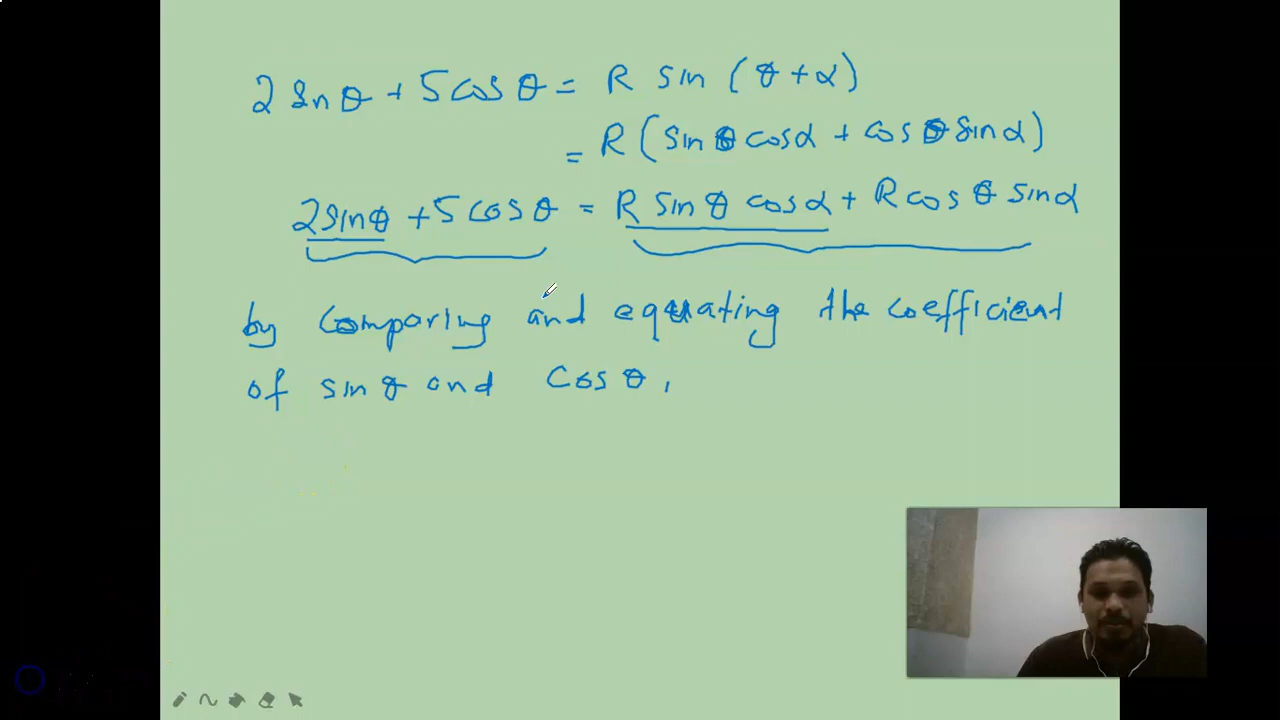 2 sin θ + 5 cos θ = R sin (θ + α)
= R (sin θ cos α + cos θ sin α)
2 sin θ + 5 cos θ = R sin θ cos α + R cos θ sin α
by comparing and equating the coefficient
of sin θ and cos θ,